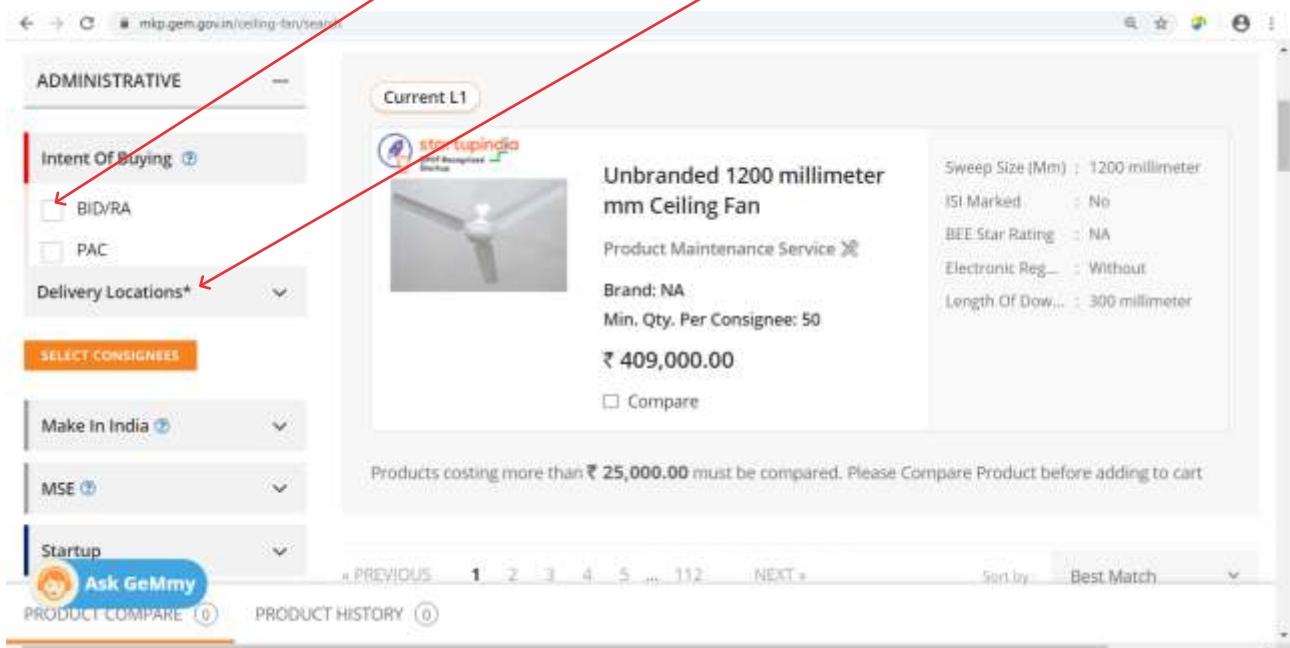 mkp.gem.gov.in/ceiling-fan/search
ADMINISTRATIVE
Intent Of Buying
BID/RA
PAC
Delivery Locations*
SELECT CONSIGNEES
Make In India
MSE
Startup
Ask GeMmy
Current L1
startupindia
Recognised
Startup
Unbranded 1200 millimeter
mm Ceiling Fan
Product Maintenance Service
Brand: NA
Min. Qty. Per Consignee: 50
₹ 409,000.00
Compare
Sweep Size (Mm) : 1200 millimeter
ISI Marked : No
BEE Star Rating : NA
Electronic Reg... : Without
Length Of Dow... : 300 millimeter
Products costing more than ₹ 25,000.00 must be compared. Please Compare Product before adding to cart
« PREVIOUS 1 2 3 4 5 ... 112 NEXT »
Sort by Best Match
PRODUCT COMPARE 0 PRODUCT HISTORY 0